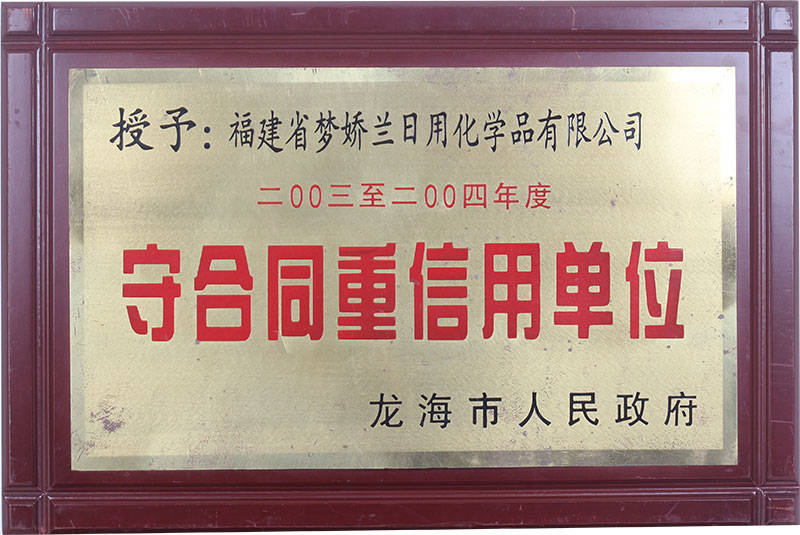 授予：福建省梦娇兰日用化学品有限公司
二00三至二00四年度
守合同重信用单位
龙海市人民政府